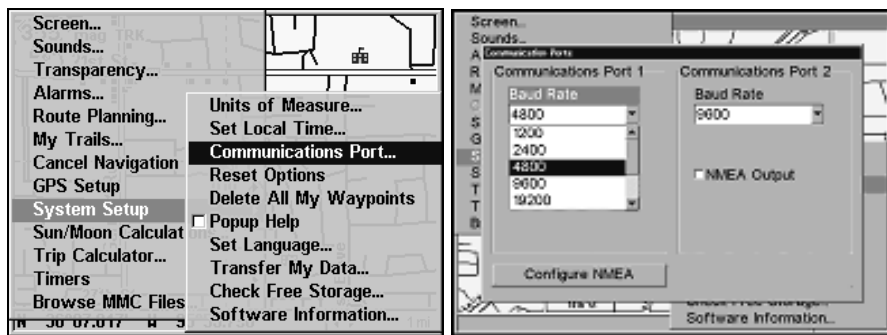 Screen...
Sounds...
Transparency...
Alarms...
Route Planning...
My Trails...
Cancel Navigation
GPS Setup
System Setup
Sun/Moon Calculat
Trip Calculator...
Timers
Browse MMC Files
Units of Measure...
Set Local Time...
Communications Port...
Reset Options
Delete All My Waypoints
Popup Help
Set Language...
Transfer My Data...
Check Free Storage...
Software Information...
Screen...
Sounds...
Communication Ports
Communications Port 1
Baud Rate
4800
1200
2400
4800
9600
19200
Configure NMEA
Communications Port 2
Baud Rate
9600
NMEA Output
Check Free Storage...
Software Information...